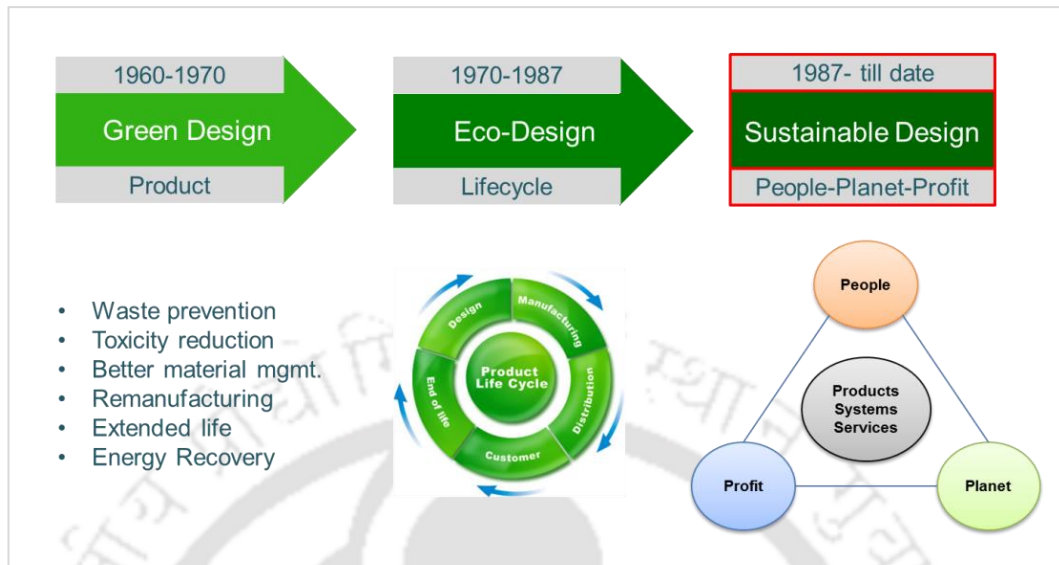 1960-1970
Green Design
Product
1970-1987
Eco-Design
Lifecycle
1987- till date
Sustainable Design
People-Planet-Profit
• Waste prevention
• Toxicity reduction
• Better material mgmt.
• Remanufacturing
• Extended life
• Energy Recovery
Design
Manufacturing
Distribution
Customer
End of life
Product
Life Cycle
People
Products
Systems
Services
Profit
Planet